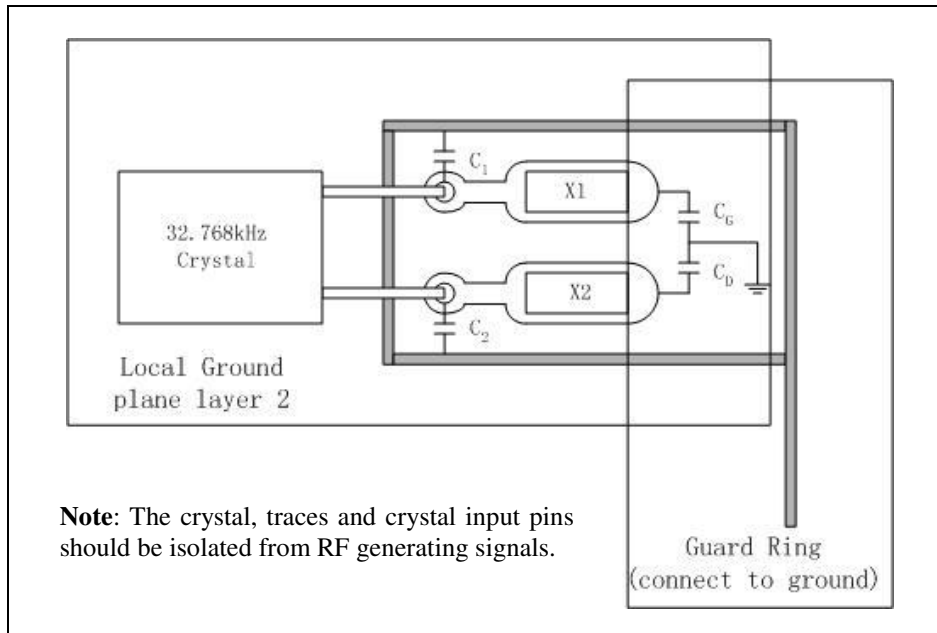 C1
X1
CG
32.768kHz
Crystal
CD
X2
C2
Local Ground
plane layer 2
Note: The crystal, traces and crystal input pins
should be isolated from RF generating signals.
Guard Ring
(connect to ground)